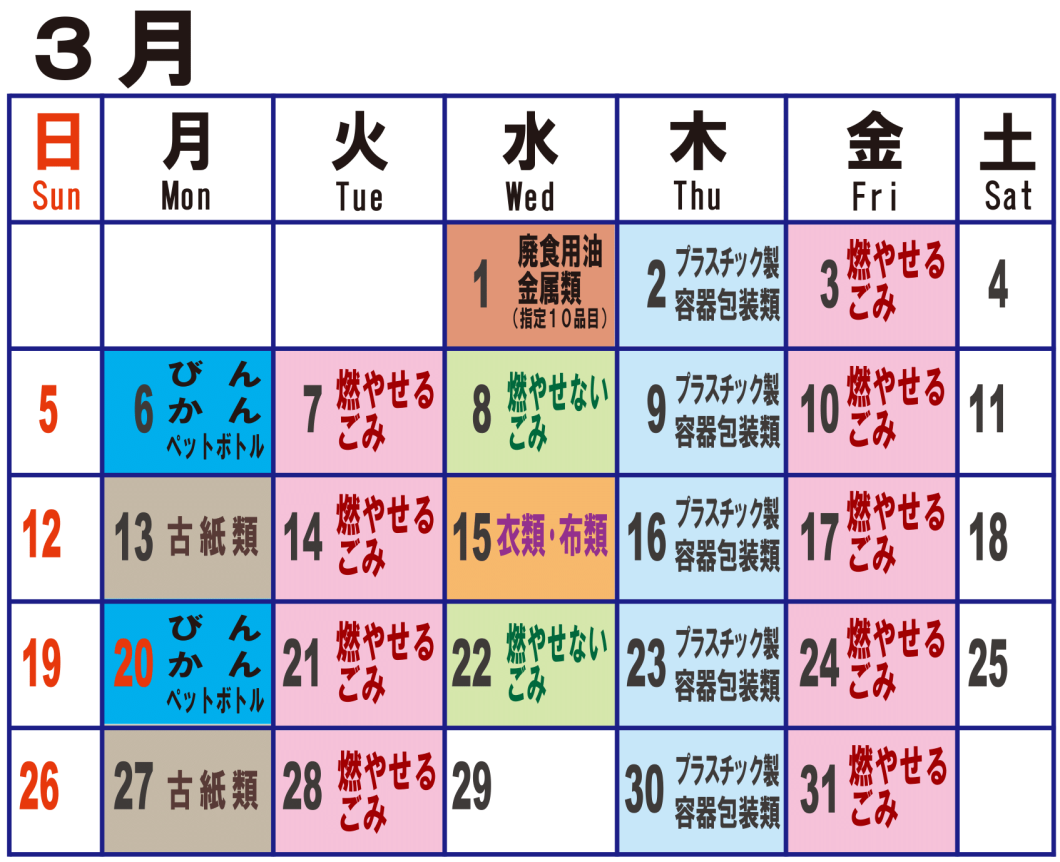 3月
日 月 火 水 木 金 土
Sun Mon Tue Wed Thu Fri Sat
1 廃食用油
金属類
(指定10品目)
2 プラスチック製
容器包装類
3 燃やせる
ごみ
4
5
6 びん
かん
ペットボトル
7 燃やせる
ごみ
8 燃やせない
ごみ
9 プラスチック製
容器包装類
10 燃やせる
ごみ
11
12
13 古紙類
14 燃やせる
ごみ
15 衣類・布類
16 プラスチック製
容器包装類
17 燃やせる
ごみ
18
19
20 びん
かん
ペットボトル
21 燃やせる
ごみ
22 燃やせない
ごみ
23 プラスチック製
容器包装類
24 燃やせる
ごみ
25
26
27 古紙類
28 燃やせる
ごみ
29
30 プラスチック製
容器包装類
31 燃やせる
ごみ